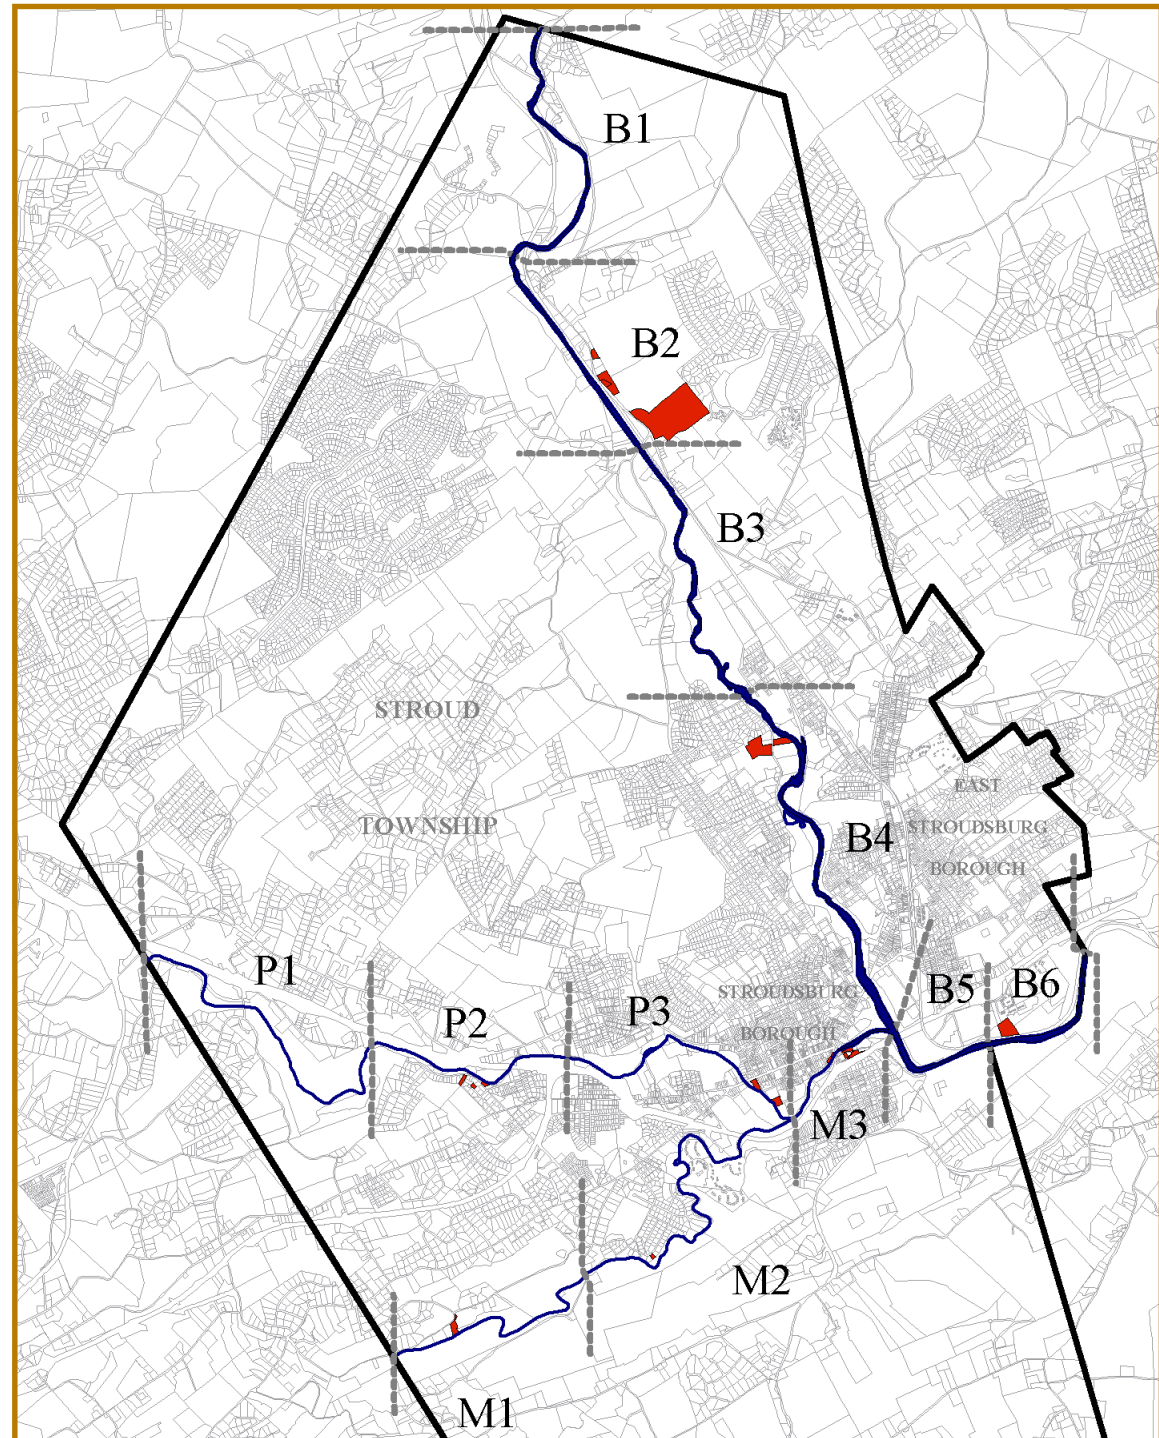 B1
B2
B3
STROUD
TOWNSHIP
EAST
STROUDSBURG
BOROUGH
B4
P1
P2
P3
STROUDSBURG
BOROUGH
B5
B6
M3
M2
M1